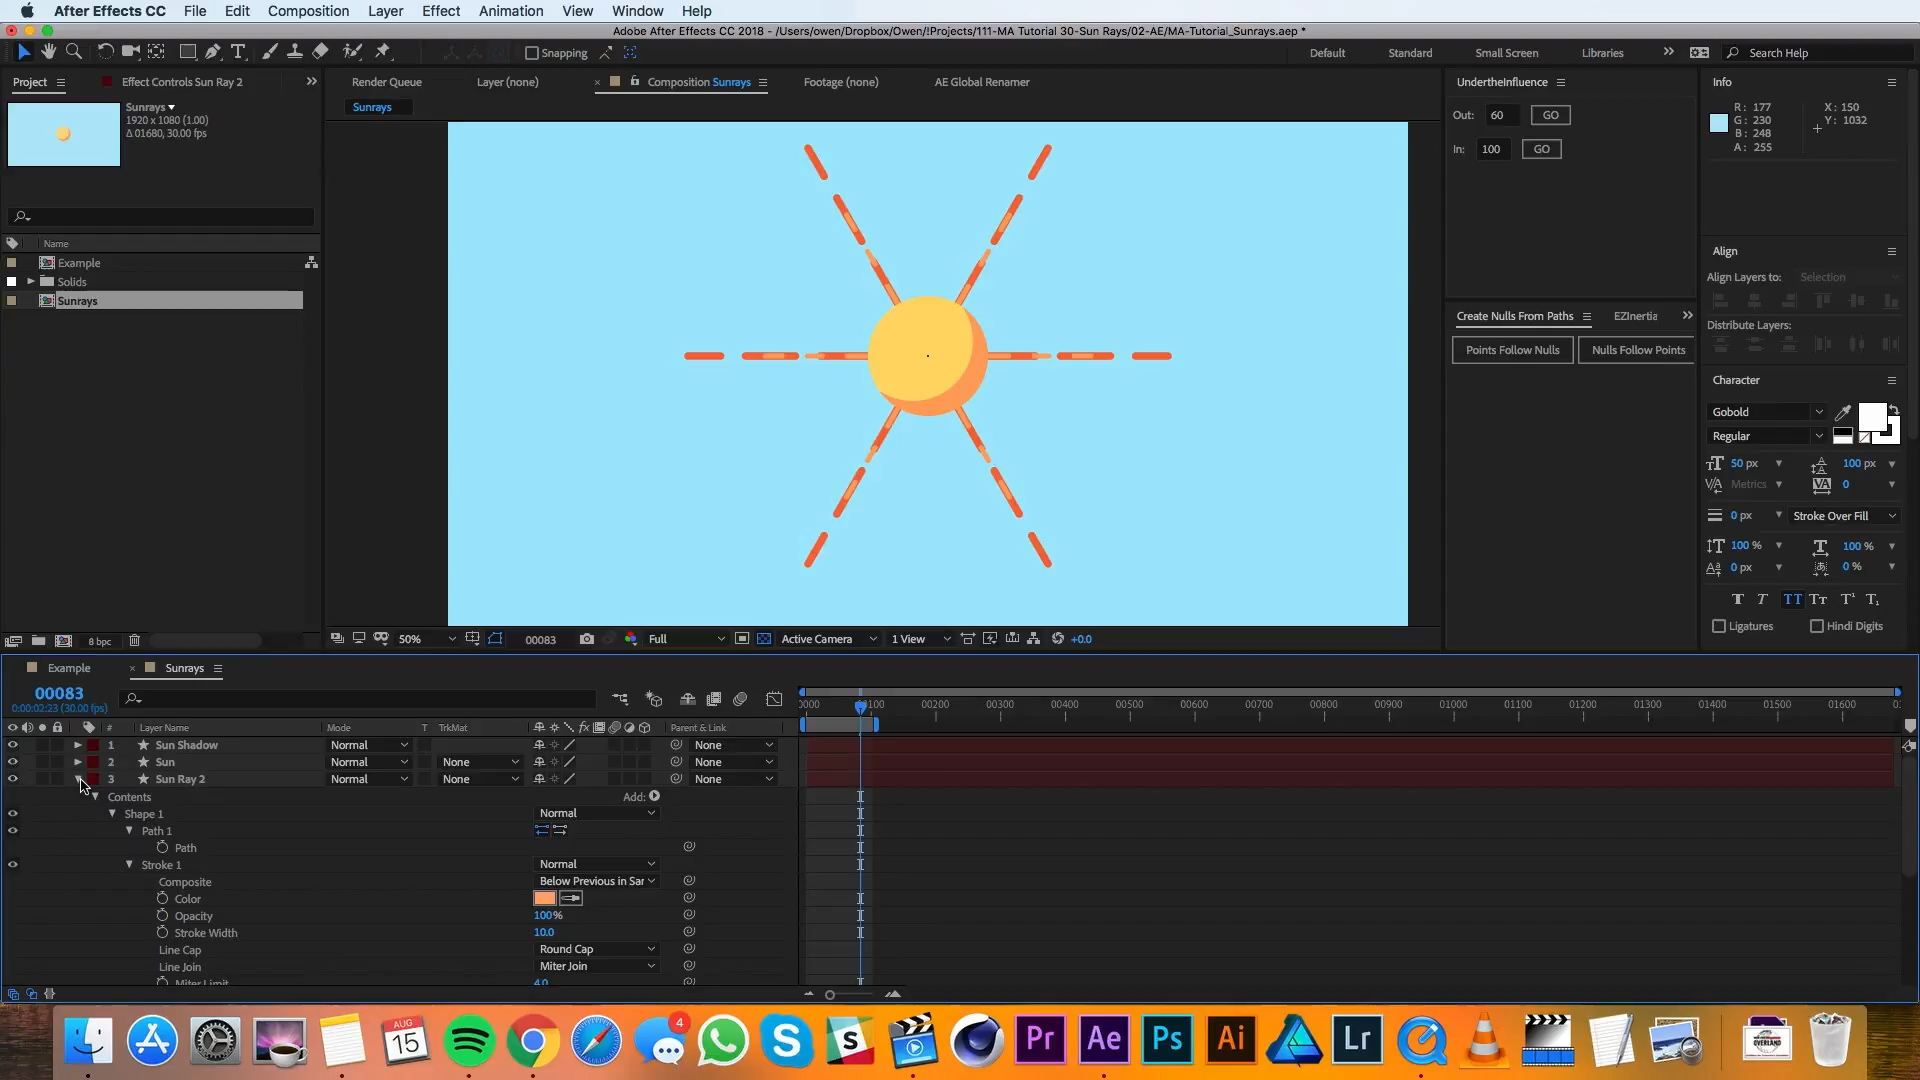 After Effects CC File Edit Composition Layer Effect Animation View Window Help
Adobe After Effects CC 2018 - /Users/owen/Dropbox/Owen/!Projects/111-MA Tutorial 30-Sun Rays/02-AE/MA-Tutorial_Sunrays.aep *
Snapping Default Standard Small Screen Libraries Search Help
Project Effect Controls Sun Ray 2 Render Queue Layer (none) Composition Sunrays Footage (none) AE Global Renamer UndertheInfluence Info
Sunrays
1920 x 1080 (1.00)
Δ 01680, 30.00 fps
Sunrays
Out: 60 GO
In: 100 GO
R: 177
G: 230
B: 248
A: 255
X: 150
Y: 1032
Name
Example
Solids
Sunrays
Align
Align Layers to: Selection
Distribute Layers:
Create Nulls From Paths EZInertia
Points Follow Nulls Nulls Follow Points
Character
Gobold
Regular
50 px 100 px
Metrics 0
0 px Stroke Over Fill
100 % 100 %
0 px 0 %
T T TT Tт T¹ T₁
Ligatures Hindi Digits
8 bpc 50% 00083 Full Active Camera 1 View +0.0
Example Sunrays
00083
0:00:02:23 (30.00 fps)
0000 00100 00200 00300 00400 00500 00600 00700 00800 00900 01000 01100 01200 01300 01400 01500 01600
# Layer Name Mode T TrkMat fx Parent & Link
1 Sun Shadow Normal None
2 Sun Normal None None
3 Sun Ray 2 Normal None None
Contents Add:
Shape 1 Normal
Path 1
Path
Stroke 1 Normal
Composite Below Previous in Sar
Color
Opacity 100%
Stroke Width 10.0
Line Cap Round Cap
Line Join Miter Join
Miter Limit 4.0
AUG
15
4
Pr Ae Ps Ai Lr